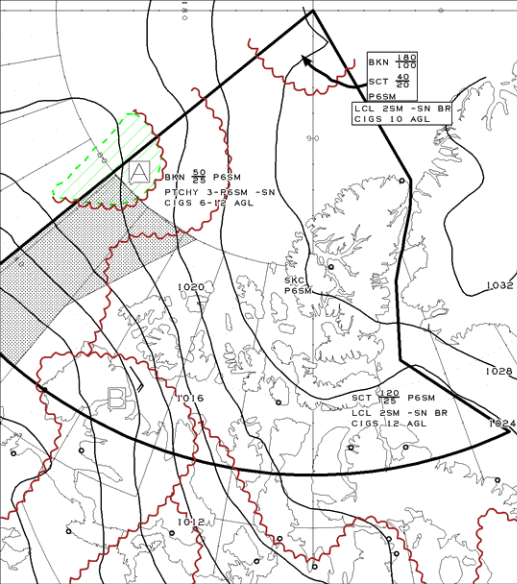 BKN 180/100
SCT 40/20
P6SM
LCL 2SM -SN BR
CIGS 10 AGL
90
A
BKN 50/25 P6SM
PTCHY 3-P6SM -SN
CIGS 6-12 AGL
SKC
P6SM
1020
1032
1028
B
1016
SCT 120/25 P6SM
LCL 2SM -SN BR
CIGS 12 AGL
1024
1012